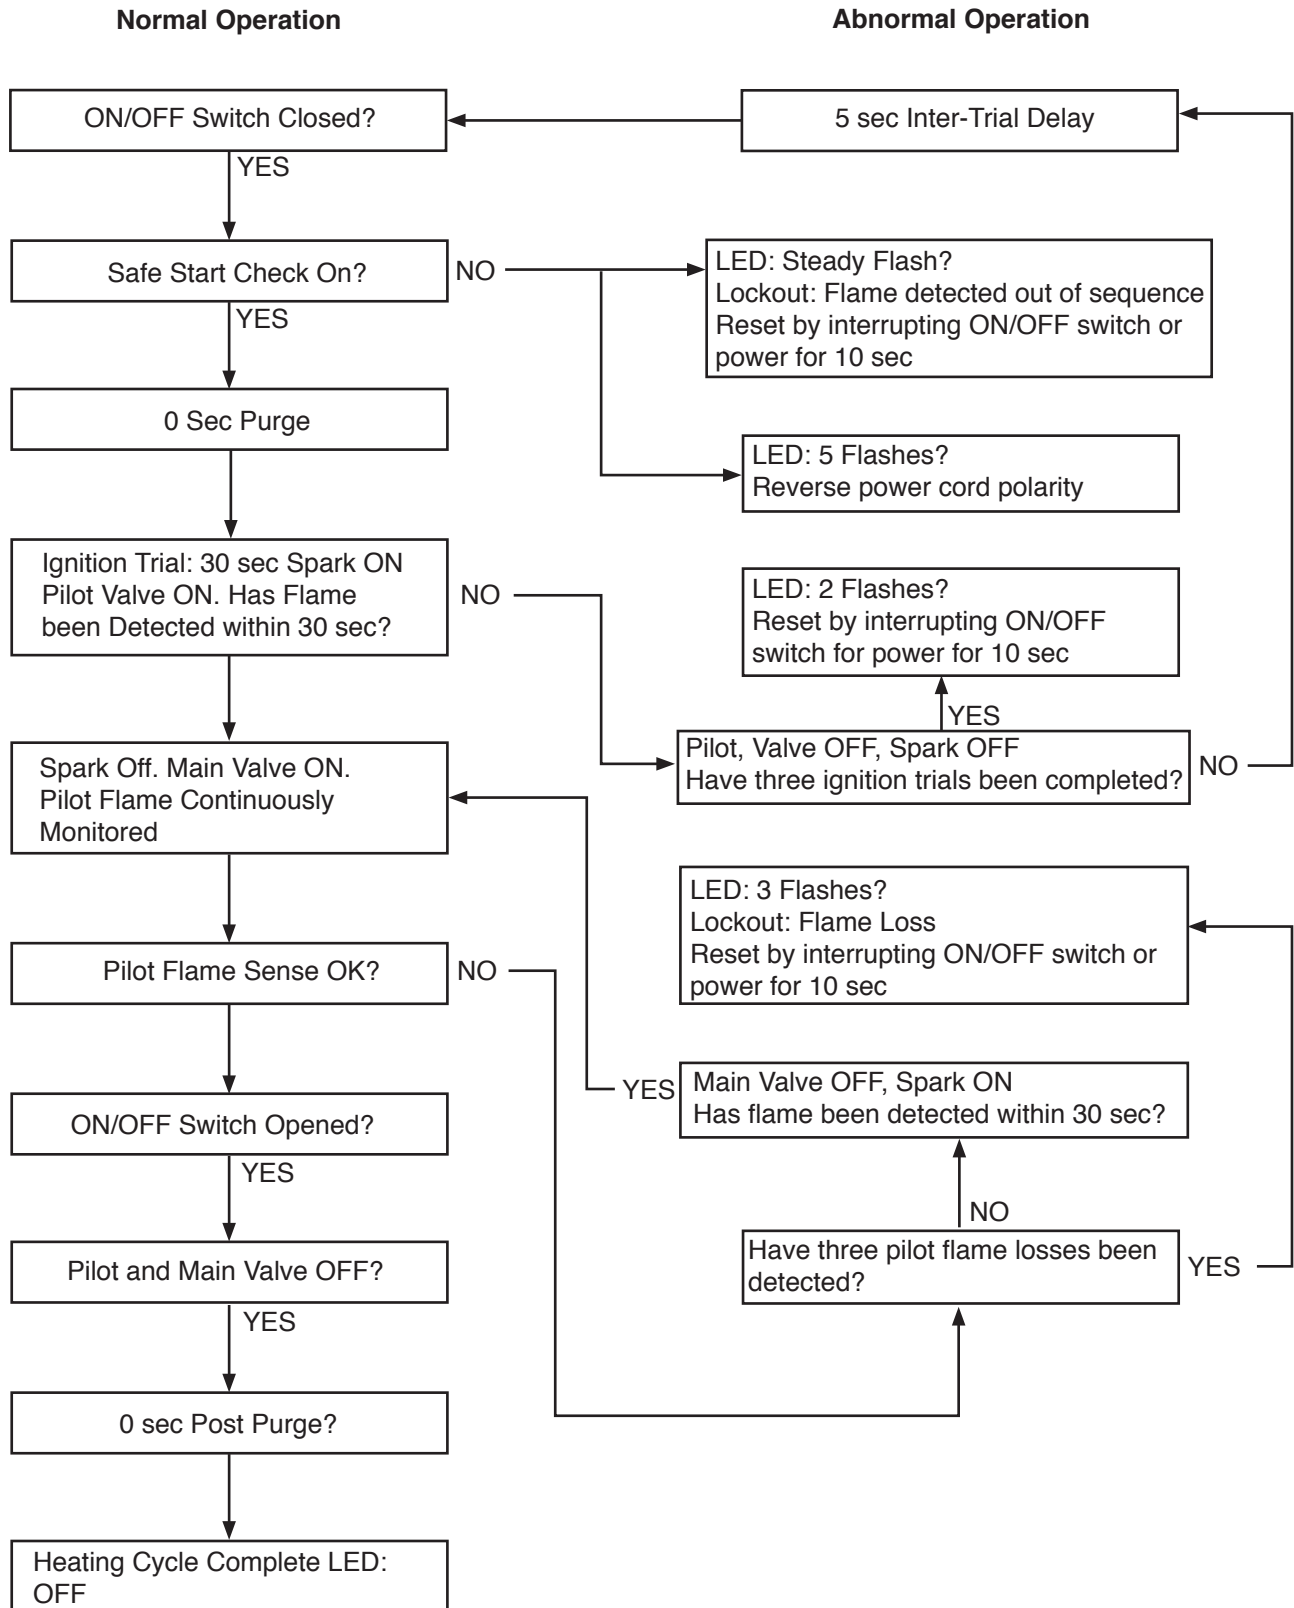 Normal Operation
Abnormal Operation
ON/OFF Switch Closed?
5 sec Inter-Trial Delay
YES
Safe Start Check On?
NO
LED: Steady Flash?
Lockout: Flame detected out of sequence
Reset by interrupting ON/OFF switch or
power for 10 sec
YES
0 Sec Purge
LED: 5 Flashes?
Reverse power cord polarity
Ignition Trial: 30 sec Spark ON
Pilot Valve ON. Has Flame
been Detected within 30 sec?
NO
LED: 2 Flashes?
Reset by interrupting ON/OFF
switch for power for 10 sec
YES
Pilot, Valve OFF, Spark OFF
Have three ignition trials been completed?
NO
Spark Off. Main Valve ON.
Pilot Flame Continuously
Monitored
LED: 3 Flashes?
Lockout: Flame Loss
Reset by interrupting ON/OFF switch or
power for 10 sec
Pilot Flame Sense OK?
NO
YES
Main Valve OFF, Spark ON
Has flame been detected within 30 sec?
ON/OFF Switch Opened?
YES
NO
Have three pilot flame losses been
detected?
YES
Pilot and Main Valve OFF?
YES
0 sec Post Purge?
Heating Cycle Complete LED:
OFF